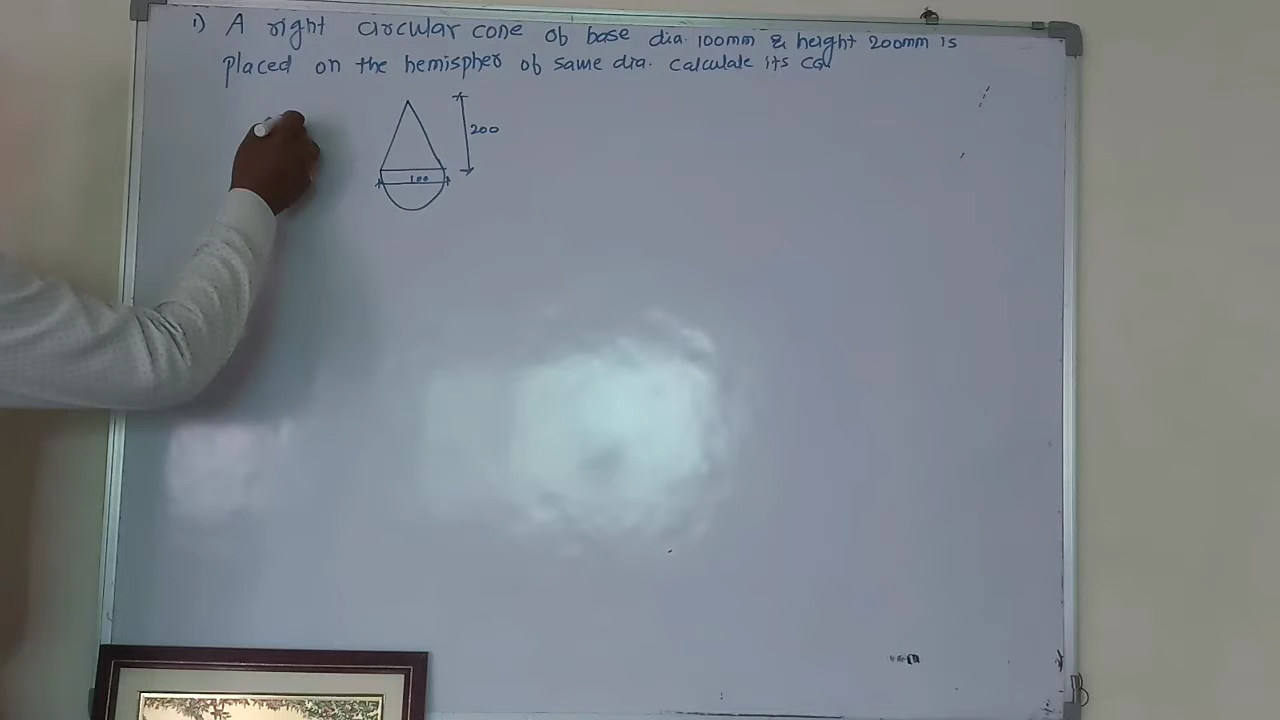 1) A right circular cone of base dia. 100mm & height 200mm is
placed on the hemispher of same dia. calculate its CG
200
100